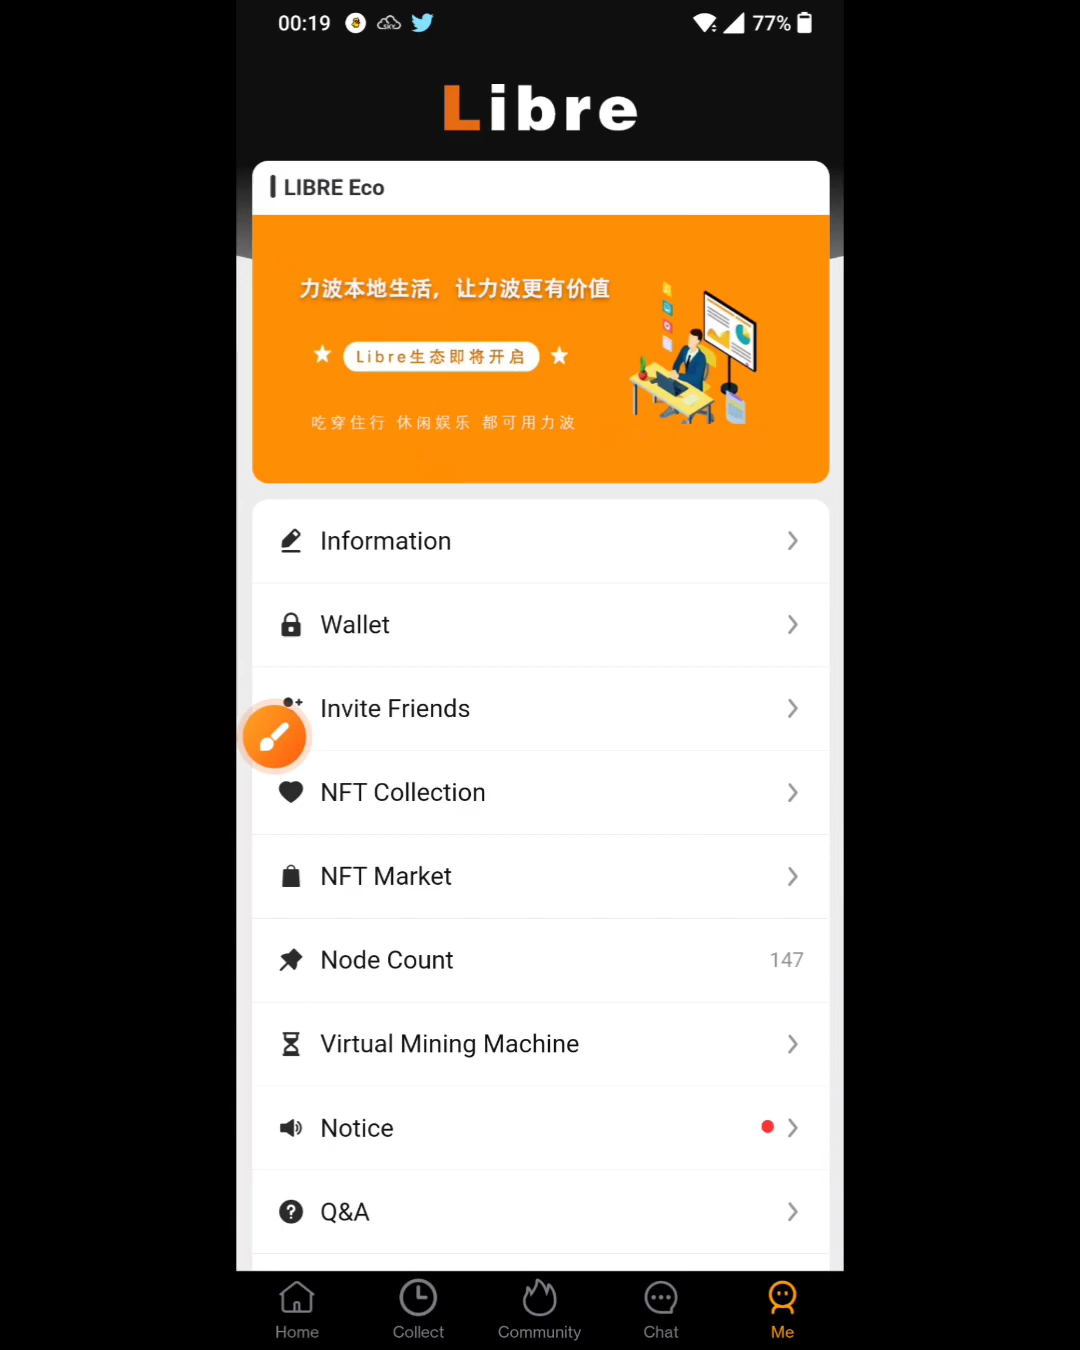 00:19
77%
Libre
LIBRE Eco
力波本地生活，让力波更有价值
Libre生态即将开启
吃穿住行 休闲娱乐 都可用力波
Information
Wallet
Invite Friends
NFT Collection
NFT Market
Node Count 147
Virtual Mining Machine
Notice
Q&A
Home Collect Community Chat Me